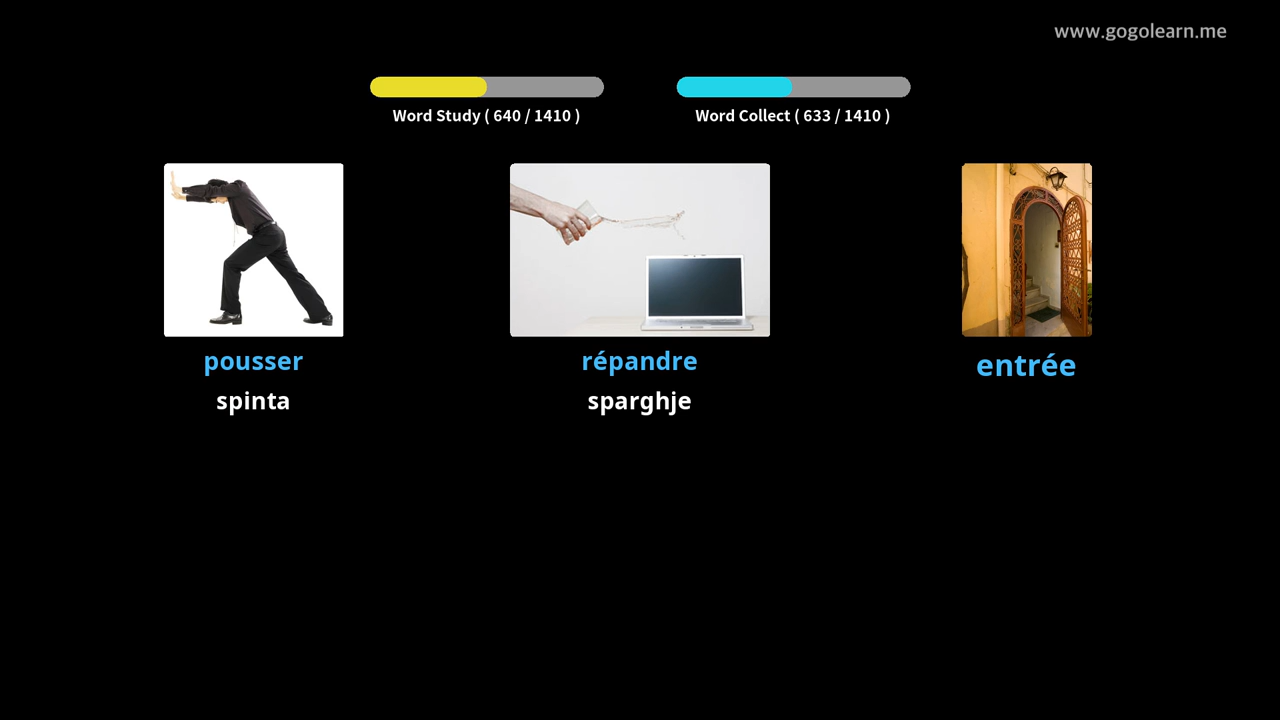 www.gogolearn.me
Word Study ( 640 / 1410 )
Word Collect ( 633 / 1410 )
pousser
spinta
répandre
sparghje
entrée